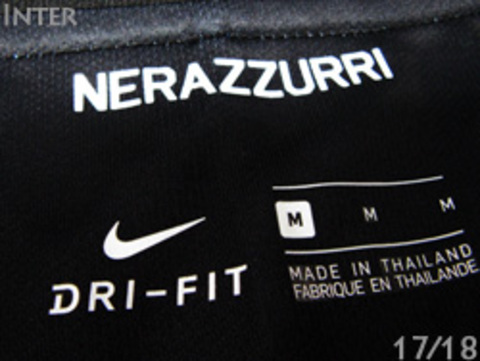 INTER
NERAZZURRI
M M M
DRI-FIT
MADE IN THAILAND
FABRIQUE EN THAILANDE
17/18